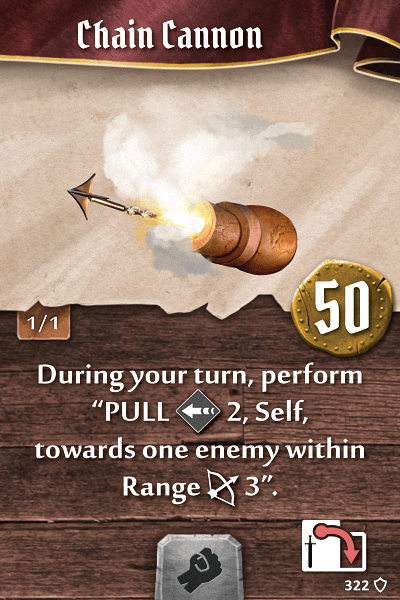 Chain Cannon
50
1/1
During your turn, perform
“PULL 2, Self,
towards one enemy within
Range 3”.
322